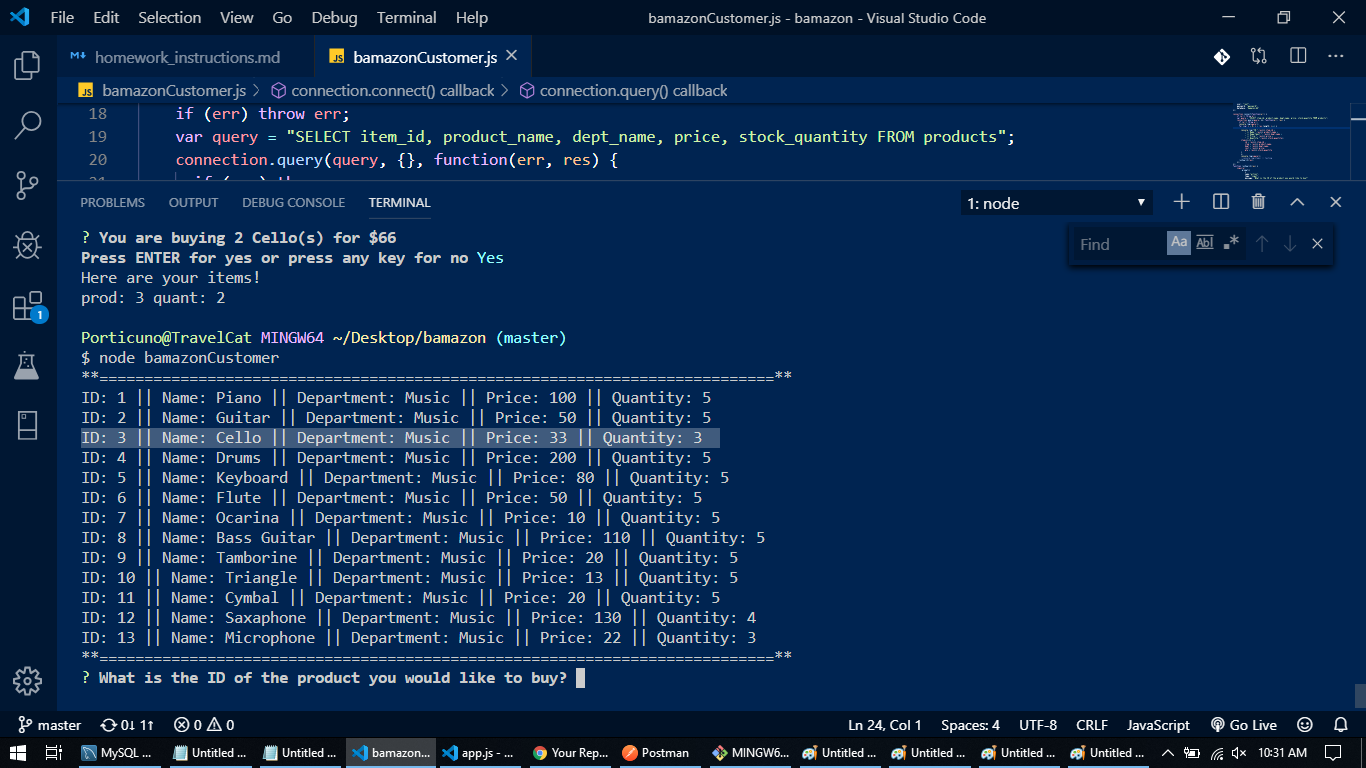 File Edit Selection View Go Debug Terminal Help bamazonCustomer.js - bamazon - Visual Studio Code
homework_instructions.md JS bamazonCustomer.js
JS bamazonCustomer.js > connection.connect() callback > connection.query() callback
18 if (err) throw err;
19 var query = "SELECT item_id, product_name, dept_name, price, stock_quantity FROM products";
20 connection.query(query, {}, function(err, res) {
PROBLEMS OUTPUT DEBUG CONSOLE TERMINAL 1: node
Find Aa Abl .*
? You are buying 2 Cello(s) for $66
Press ENTER for yes or press any key for no Yes
Here are your items!
prod: 3 quant: 2
Porticuno@TravelCat MINGW64 ~/Desktop/bamazon (master)
$ node bamazonCustomer
**===========================================================================**
ID: 1 || Name: Piano || Department: Music || Price: 100 || Quantity: 5
ID: 2 || Name: Guitar || Department: Music || Price: 50 || Quantity: 5
ID: 3 || Name: Cello || Department: Music || Price: 33 || Quantity: 3
ID: 4 || Name: Drums || Department: Music || Price: 200 || Quantity: 5
ID: 5 || Name: Keyboard || Department: Music || Price: 80 || Quantity: 5
ID: 6 || Name: Flute || Department: Music || Price: 50 || Quantity: 5
ID: 7 || Name: Ocarina || Department: Music || Price: 10 || Quantity: 5
ID: 8 || Name: Bass Guitar || Department: Music || Price: 110 || Quantity: 5
ID: 9 || Name: Tamborine || Department: Music || Price: 20 || Quantity: 5
ID: 10 || Name: Triangle || Department: Music || Price: 13 || Quantity: 5
ID: 11 || Name: Cymbal || Department: Music || Price: 20 || Quantity: 5
ID: 12 || Name: Saxaphone || Department: Music || Price: 130 || Quantity: 4
ID: 13 || Name: Microphone || Department: Music || Price: 22 || Quantity: 3
**===========================================================================**
? What is the ID of the product you would like to buy?
1
master 0↓ 1↑ 0 0 Ln 24, Col 1 Spaces: 4 UTF-8 CRLF JavaScript Go Live
MySQL ... Untitled ... Untitled ... bamazon... app.js - ... Your Rep... Postman MINGW6... Untitled ... Untitled ... Untitled ... Untitled ... 10:31 AM